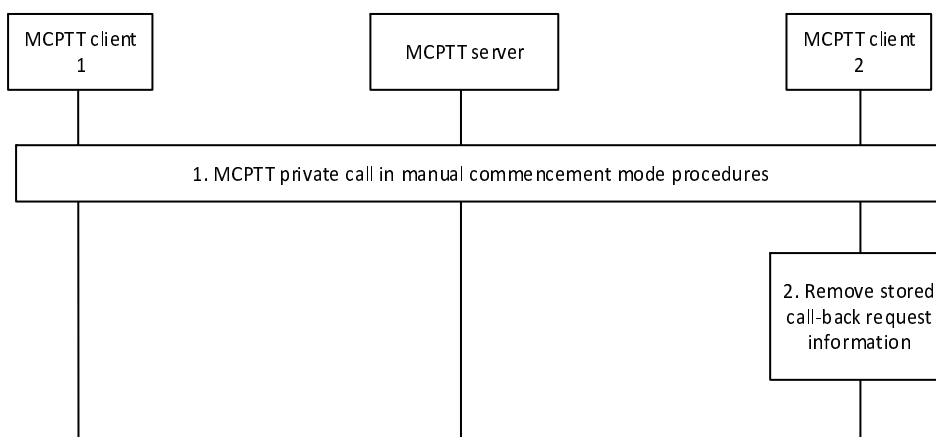 MCPTT client
1
MCPTT server
MCPTT client
2
1. MCPTT private call in manual commencement mode procedures
2. Remove stored
call-back request
information